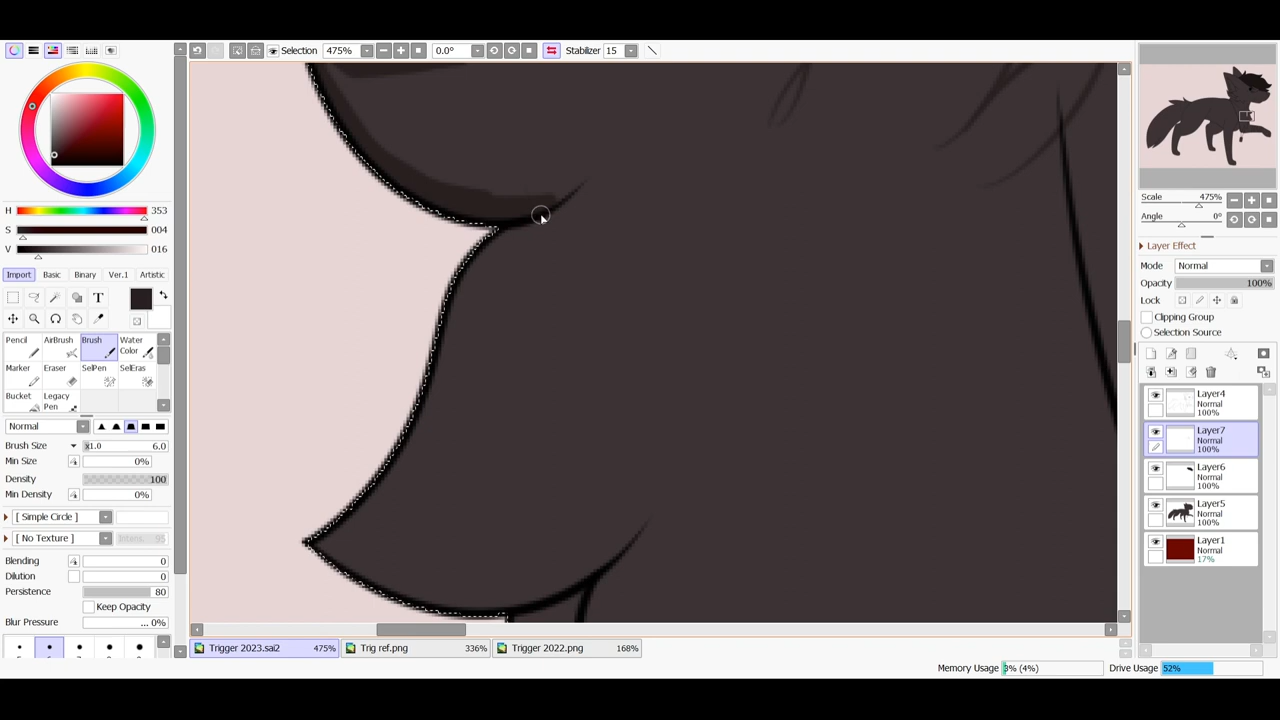 Selection 475% 0.0° Stabilizer 15
H 353
S 004
V 016
Import Basic Binary Ver.1 Artistic
T
Pencil AirBrush Brush Water Color
Marker Eraser SelPen SelEras
Bucket Legacy Pen
Normal
Brush Size x1.0 6.0
Min Size 0%
Density 100
Min Density 0%
[ Simple Circle ]
[ No Texture ] Intens. 95
Blending 0
Dilution 0
Persistence 80
Keep Opacity
Blur Pressure ... 0%
Scale 475%
Angle 0°
Layer Effect
Mode Normal
Opacity 100%
Lock
Clipping Group
Selection Source
Layer4
Normal
100%
Layer7
Normal
100%
Layer6
Normal
100%
Layer5
Normal
100%
Layer1
Normal
17%
Trigger 2023.sai2 475% Trig ref.png 336% Trigger 2022.png 168%
Memory Usage 3% (4%) Drive Usage 52%